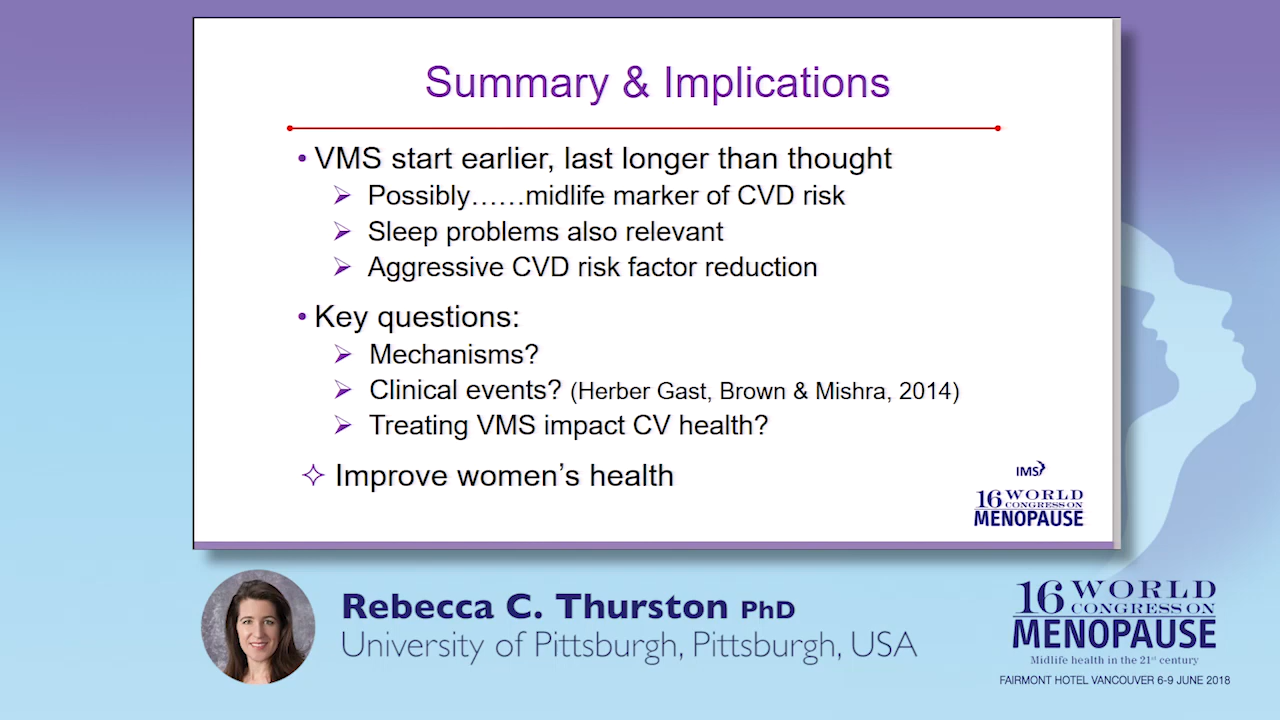 Summary & Implications
• VMS start earlier, last longer than thought
➢ Possibly……midlife marker of CVD risk
➢ Sleep problems also relevant
➢ Aggressive CVD risk factor reduction
• Key questions:
➢ Mechanisms?
➢ Clinical events? (Herber Gast, Brown & Mishra, 2014)
➢ Treating VMS impact CV health?
✧ Improve women’s health
IMS
16 WORLD
CONGRESS ON
MENOPAUSE
Rebecca C. Thurston PhD
University of Pittsburgh, Pittsburgh, USA
16 WORLD
CONGRESS ON
MENOPAUSE
Midlife health in the 21st century
FAIRMONT HOTEL VANCOUVER 6-9 JUNE 2018